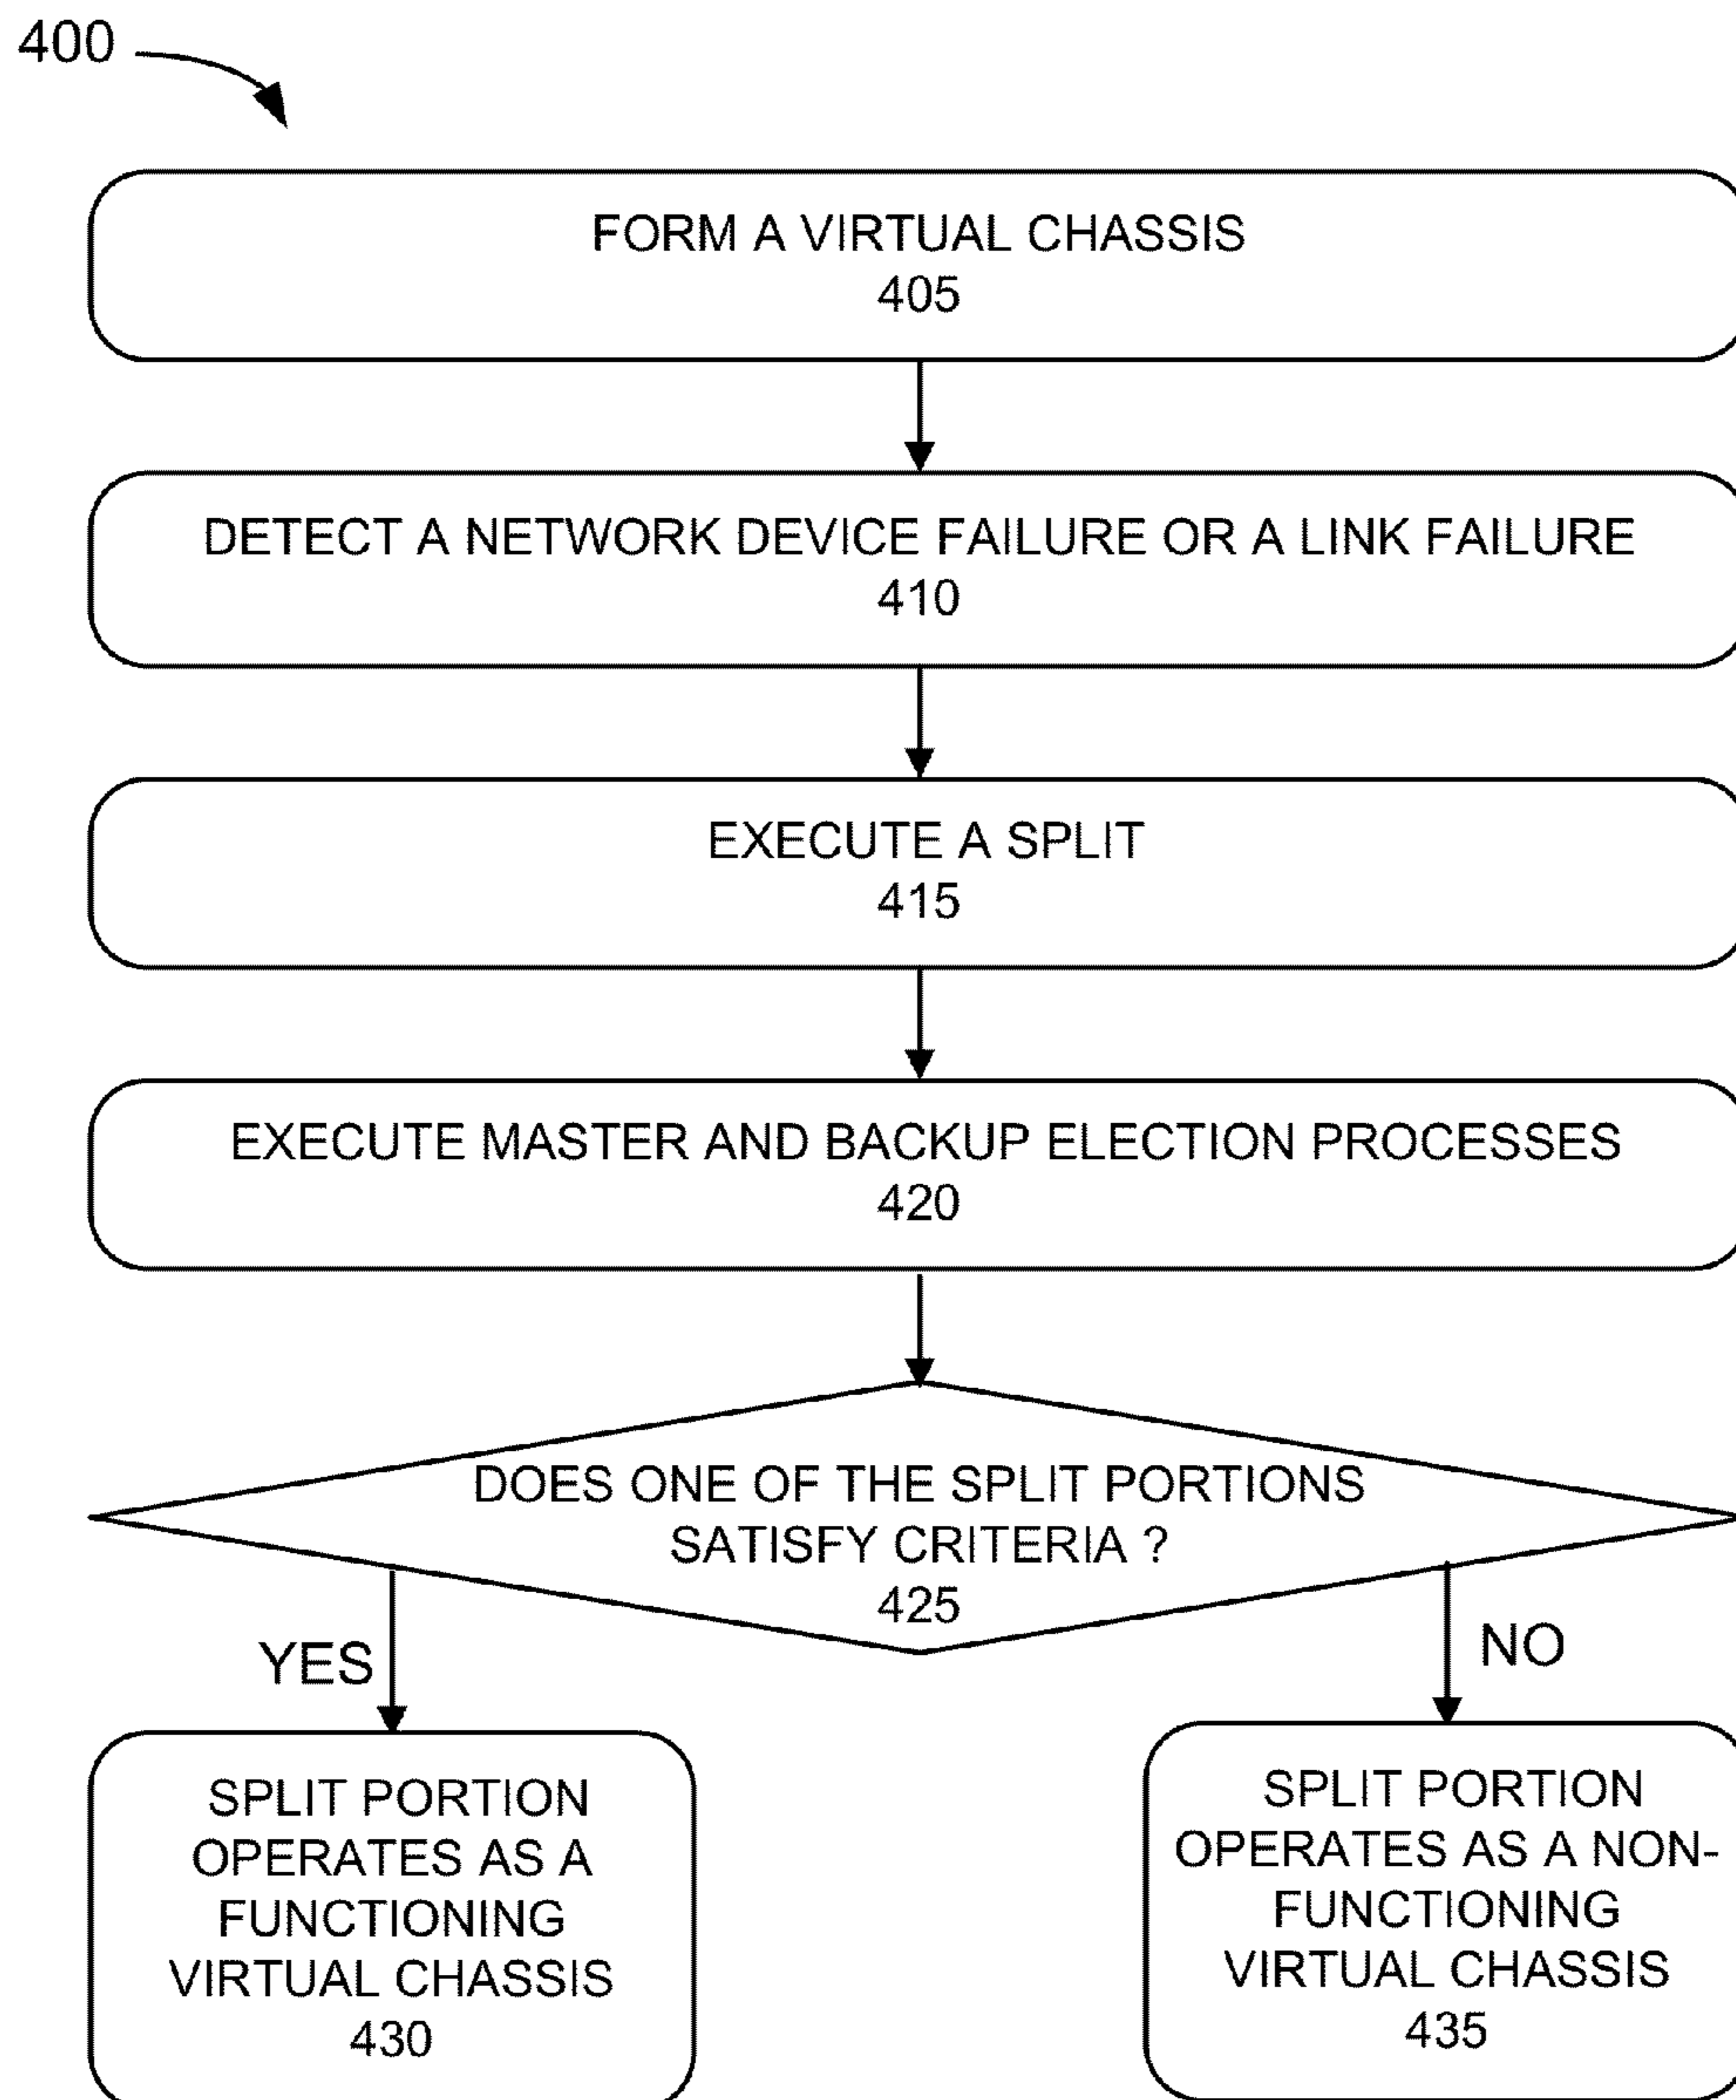 400
FORM A VIRTUAL CHASSIS
405
DETECT A NETWORK DEVICE FAILURE OR A LINK FAILURE
410
EXECUTE A SPLIT
415
EXECUTE MASTER AND BACKUP ELECTION PROCESSES
420
DOES ONE OF THE SPLIT PORTIONS
SATISFY CRITERIA ?
425
YES
NO
SPLIT PORTION
OPERATES AS A
FUNCTIONING
VIRTUAL CHASSIS
430
SPLIT PORTION
OPERATES AS A NON-
FUNCTIONING
VIRTUAL CHASSIS
435